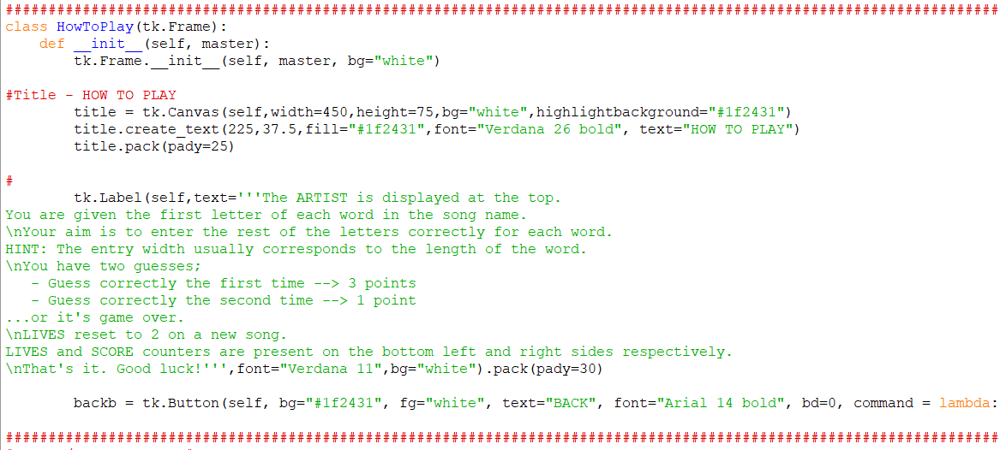 ####################################################################################################################
class HowToPlay(tk.Frame):
    def __init__(self, master):
        tk.Frame.__init__(self, master, bg="white")

#Title - HOW TO PLAY
        title = tk.Canvas(self,width=450,height=75,bg="white",highlightbackground="#1f2431")
        title.create_text(225,37.5,fill="#1f2431",font="Verdana 26 bold", text="HOW TO PLAY")
        title.pack(pady=25)

#
        tk.Label(self,text='''The ARTIST is displayed at the top.
You are given the first letter of each word in the song name.
\nYour aim is to enter the rest of the letters correctly for each word.
HINT: The entry width usually corresponds to the length of the word.
\nYou have two guesses;
   - Guess correctly the first time --> 3 points
   - Guess correctly the second time --> 1 point
...or it's game over.
\nLIVES reset to 2 on a new song.
LIVES and SCORE counters are present on the bottom left and right sides respectively.
\nThat's it. Good luck!''',font="Verdana 11",bg="white").pack(pady=30)

        backb = tk.Button(self, bg="#1f2431", fg="white", text="BACK", font="Arial 14 bold", bd=0, command = lambda:

####################################################################################################################